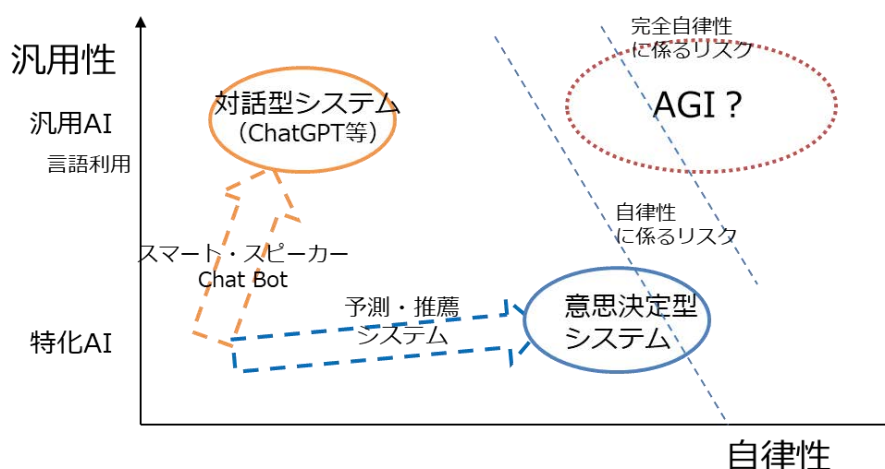 完全自律性
に係るリスク
汎用性
対話型システム
（ChatGPT等）
AGI？
汎用AI
言語利用
自律性
に係るリスク
スマート・スピーカー
Chat Bot
予測・推薦
システム
意思決定型
システム
特化AI
自律性